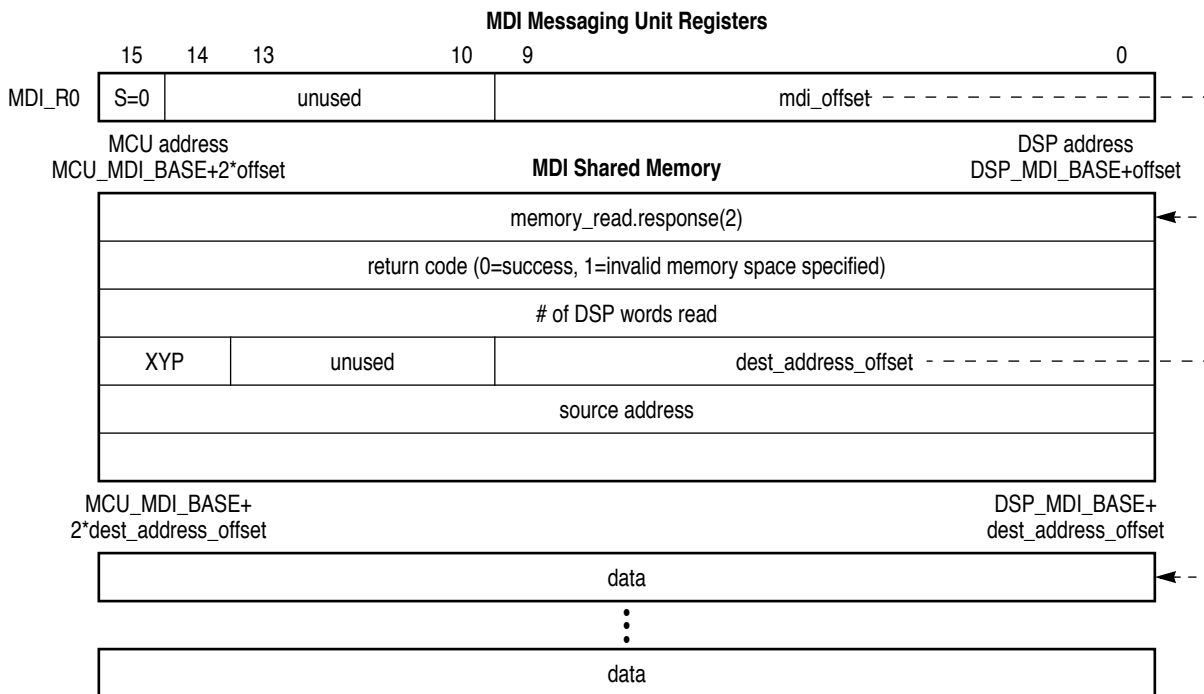 MDI Messaging Unit Registers
15 14 13 10 9 0
MDI_R0 S=0 unused mdi_offset
MCU address DSP address
MCU_MDI_BASE+2*offset MDI Shared Memory DSP_MDI_BASE+offset
memory_read.response(2)
return code (0=success, 1=invalid memory space specified)
# of DSP words read
XYP unused dest_address_offset
source address
MCU_MDI_BASE+ DSP_MDI_BASE+
2*dest_address_offset dest_address_offset
data
data